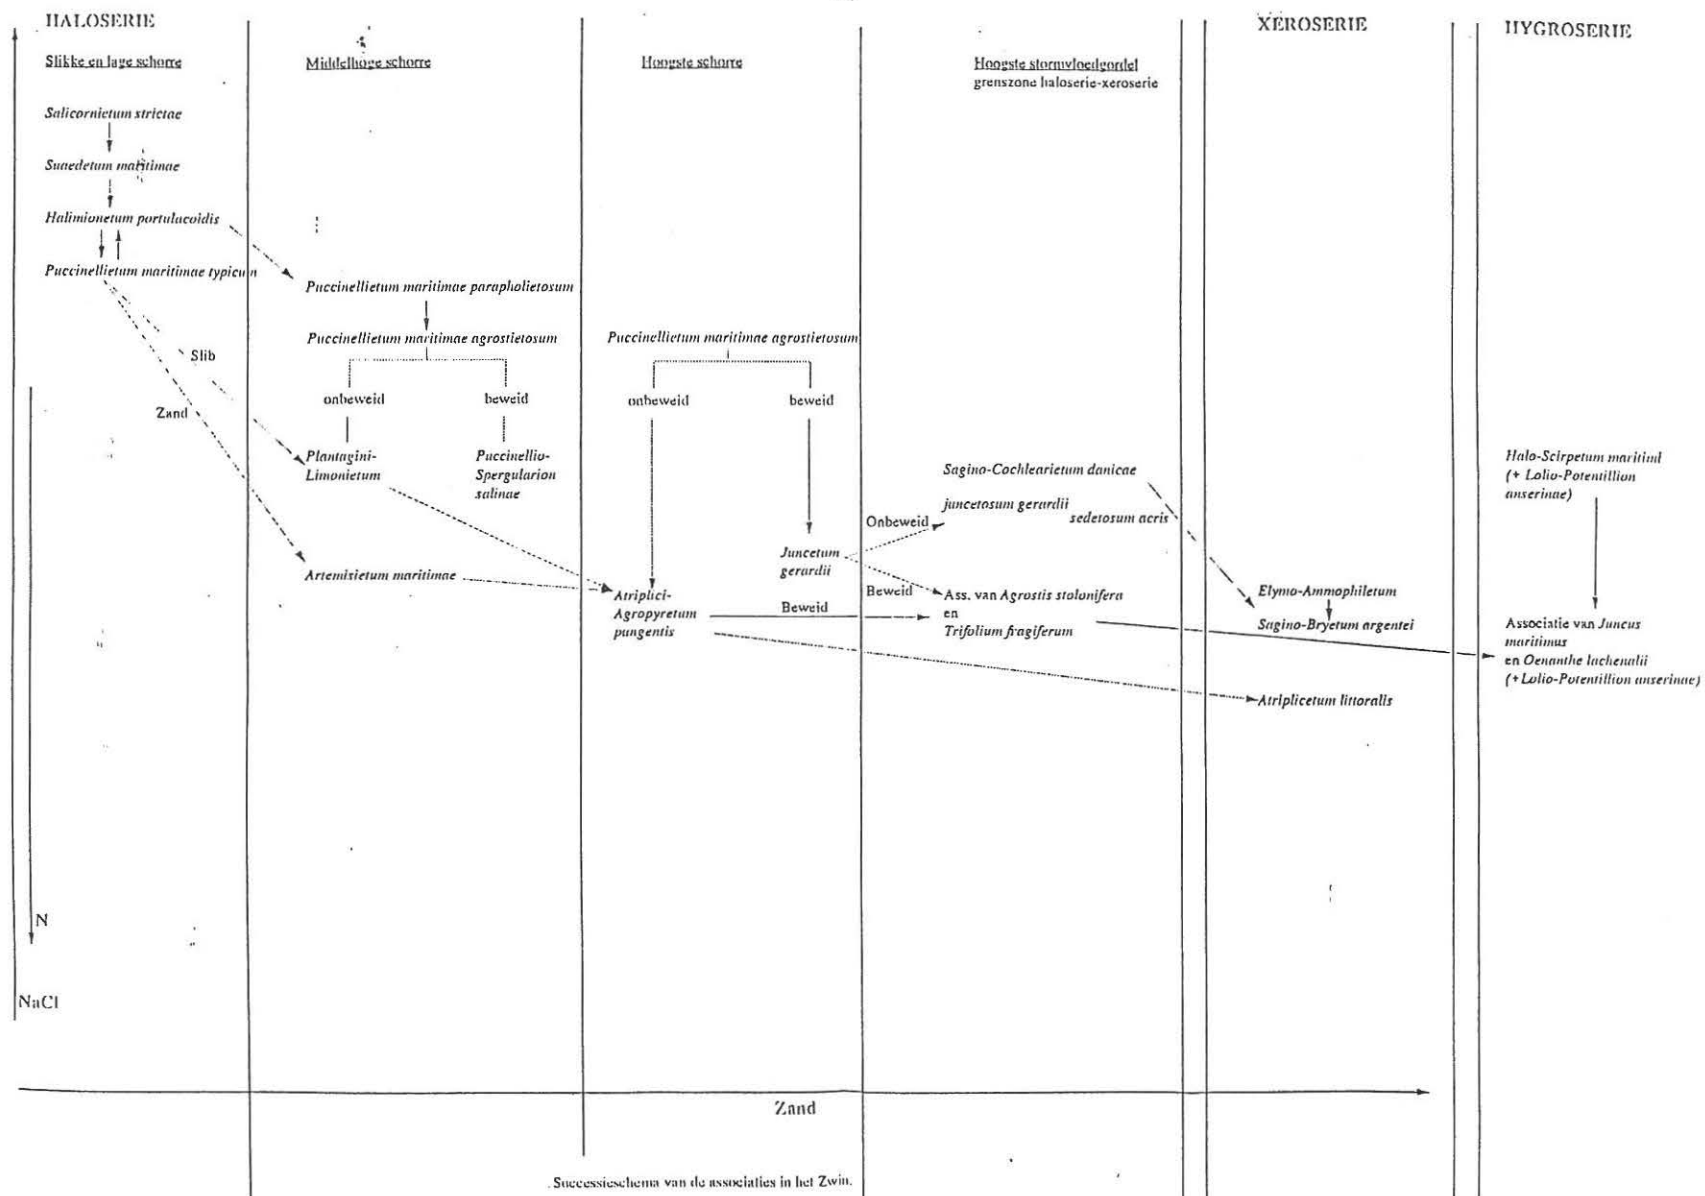 HALOSERIE
Slikke en lage schorre
Salicornietum strictae
Suaedetum maritimae
Halimionetum portulacoidis
Puccinellietum maritimae typicum
Slib
Zand
N
NaCl
Middelhoge schorre
Puccinellietum maritimae parapholietosum
Puccinellietum maritimae agrostietosum
onbeweid
beweid
Plantagini-
Limonietum
Puccinellio-
Spergularion
salinae
Artemisietum maritimae
Hoogste schorre
Puccinellietum maritimae agrostietosum
onbeweid
beweid
Juncetum
gerardii
Atriplici-
Agropyretum
pungentis
Beweid
Hoogste stormvloedgordel
grenszone haloserie-xeroserie
Sagino-Cochlearietum danicae
juncetosum gerardii
sedetosum acris
Onbeweid
Beweid
Ass. van Agrostis stolonifera
en
Trifolium fragiferum
XEROSERIE
Elymo-Ammophiletum
Sagino-Bryetum argentei
Atriplicetum littoralis
HYGROSERIE
Halo-Scirpetum maritimi
(+ Lolio-Potentillion
anserinae)
Associatie van Juncus
maritimus
en Oenanthe lachenalii
(+Lolio-Potentillion anserinae)
Zand
Successieschema van de associaties in het Zwin.